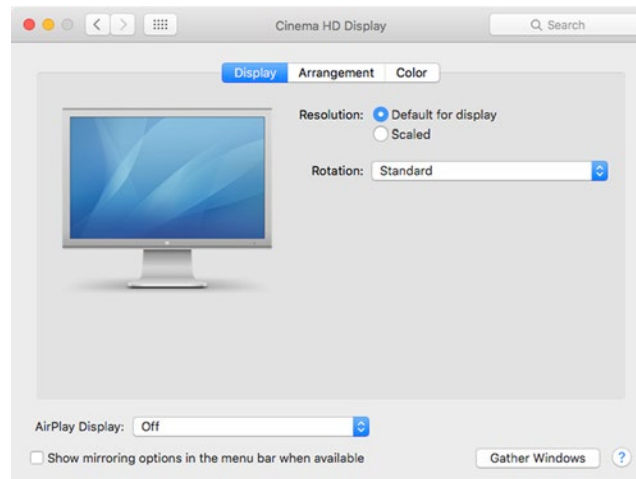 Cinema HD Display
Search
Display Arrangement Color
Resolution: Default for display
Scaled
Rotation: Standard
AirPlay Display: Off
Show mirroring options in the menu bar when available
Gather Windows ?